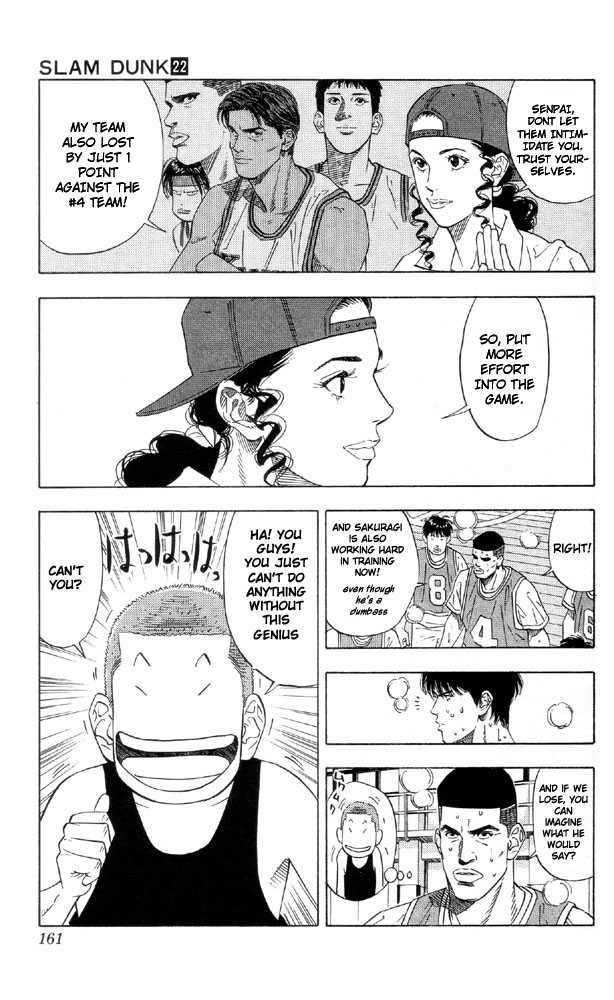 SLAM DUNK 22
SENPAI,
DONT LET
THEM INTIM-
IDATE YOU.
TRUST YOUR-
SELVES.
MY TEAM
ALSO LOST
BY JUST 1
POINT
AGAINST THE
#4 TEAM!
SO, PUT
MORE
EFFORT
INTO THE
GAME.
RIGHT!
AND SAKURAGI
IS ALSO
WORKING HARD
IN TRAINING
NOW!
even though
he's a
dumbass
8
4
AND IF WE
LOSE, YOU
CAN
IMAGINE
WHAT HE
WOULD
SAY?
HA! YOU
GUYS!
YOU JUST
CAN'T DO
ANYTHING
WITHOUT
THIS
GENIUS
はっはっはっ
CAN'T
YOU?
161